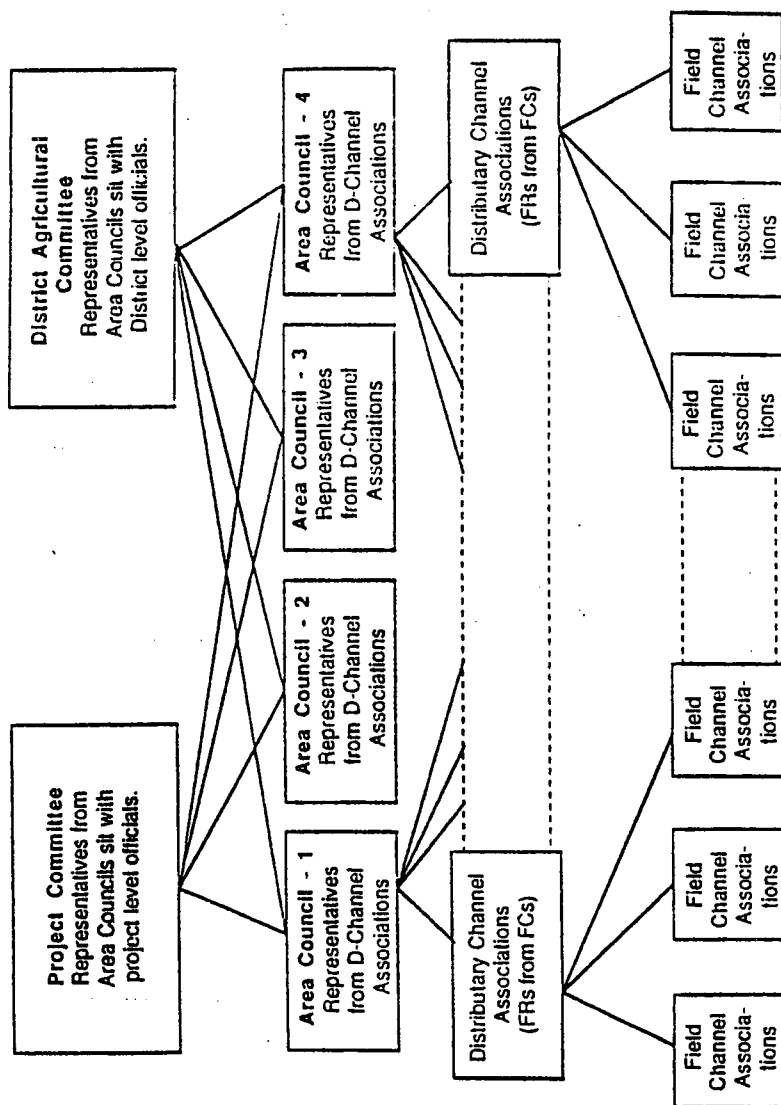 Project Committee
Representatives from
Area Councils sit with
project level officials.
District Agricultural
Committee
Representatives from
Area Councils sit with
District level officials.
Area Council - 1
Representatives
from D-Channel
Associations
Area Council - 2
Representatives
from D-Channel
Associations
Area Council - 3
Representatives
from D-Channel
Associations
Area Council - 4
Representatives
from D-Channel
Associations
Distributary Channel
Associations
(FRs from FCs)
Distributary Channel
Associations
(FRs from FCs)
Field
Channel
Associa-
tions
Field
Channel
Associa-
tions
Field
Channel
Associa-
tions
Field
Channel
Associa-
tions
Field
Channel
Associa-
tions
Field
Channel
Associa-
tions